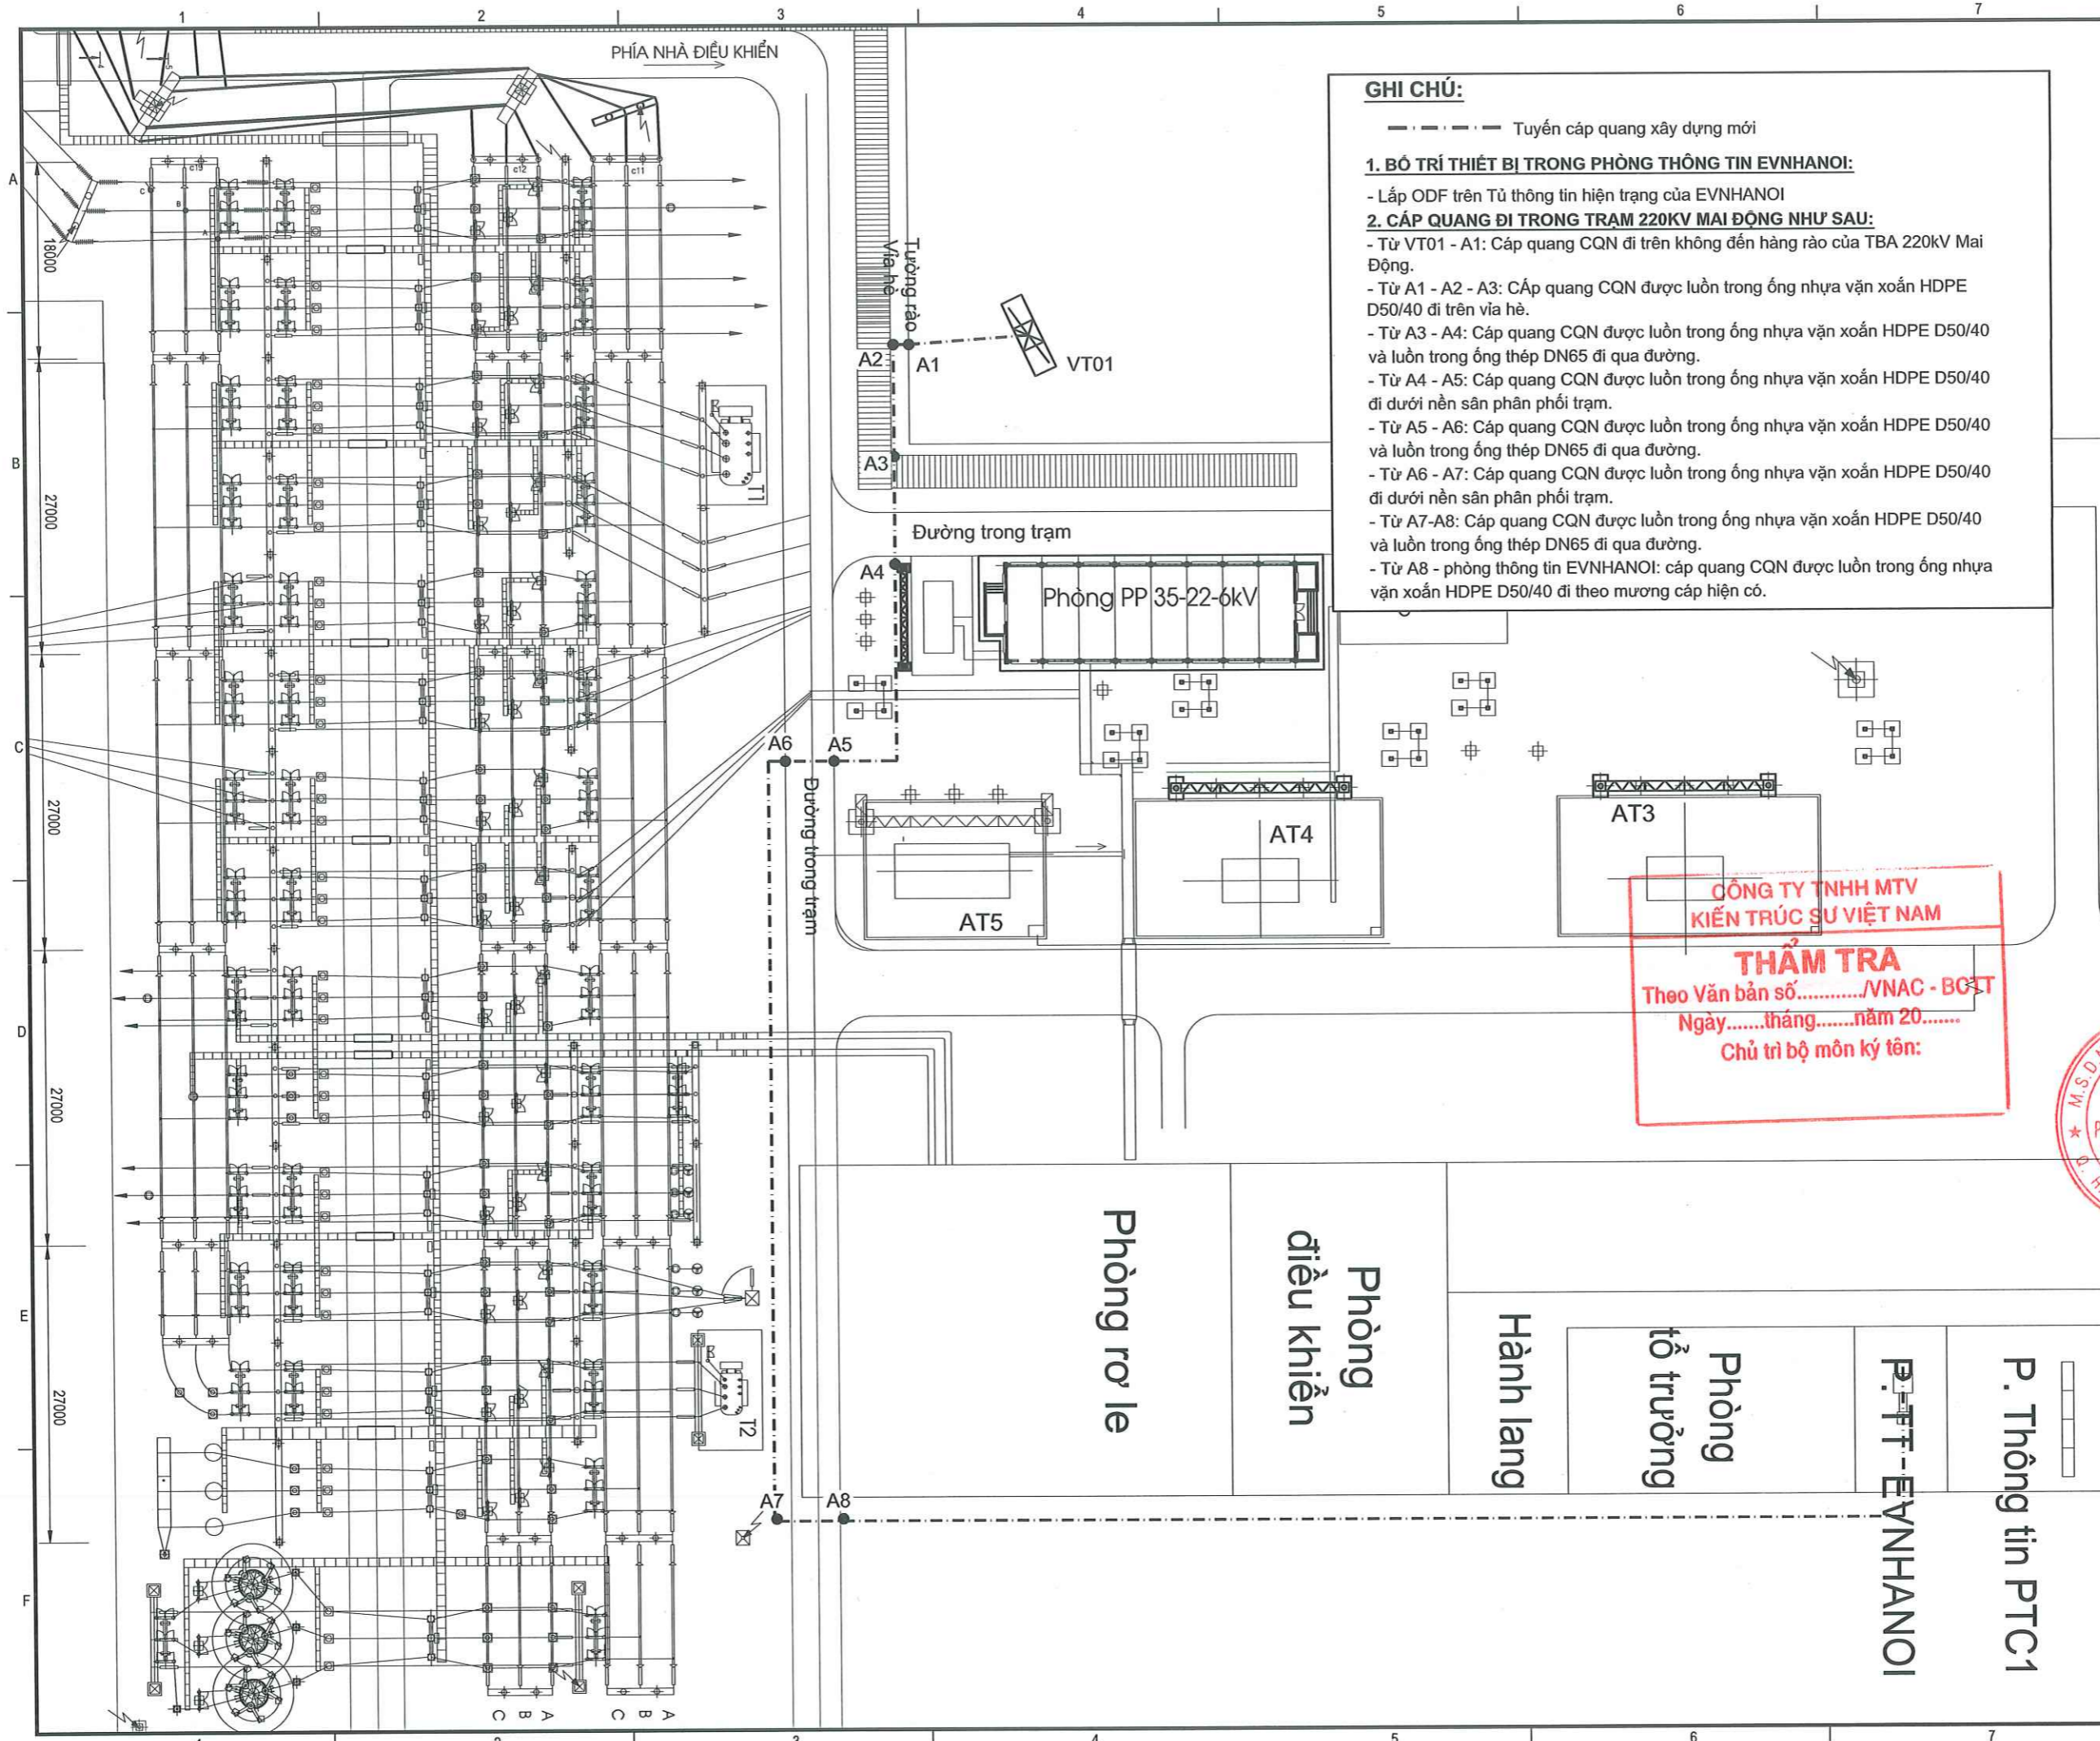 1 2 3 4 5 6 7
PHÍA NHÀ ĐIỀU KHIỂN
GHI CHÚ:
Tuyến cáp quang xây dựng mới
1. BỐ TRÍ THIẾT BỊ TRONG PHÒNG THÔNG TIN EVNHANOI:
- Lắp ODF trên Tủ thông tin hiện trạng của EVNHANOI
2. CÁP QUANG ĐI TRONG TRẠM 220KV MAI ĐỘNG NHƯ SAU:
- Từ VT01 - A1: Cáp quang CQN đi trên không đến hàng rào của TBA 220kV Mai
Động.
- Từ A1 - A2 - A3: CÁp quang CQN được luồn trong ống nhựa vặn xoắn HDPE
D50/40 đi trên vỉa hè.
- Từ A3 - A4: Cáp quang CQN được luồn trong ống nhựa vặn xoắn HDPE D50/40
và luồn trong ống thép DN65 đi qua đường.
- Từ A4 - A5: Cáp quang CQN được luồn trong ống nhựa vặn xoắn HDPE D50/40
đi dưới nền sân phân phối trạm.
- Từ A5 - A6: Cáp quang CQN được luồn trong ống nhựa vặn xoắn HDPE D50/40
và luồn trong ống thép DN65 đi qua đường.
- Từ A6 - A7: Cáp quang CQN được luồn trong ống nhựa vặn xoắn HDPE D50/40
đi dưới nền sân phân phối trạm.
- Từ A7-A8: Cáp quang CQN được luồn trong ống nhựa vặn xoắn HDPE D50/40
và luồn trong ống thép DN65 đi qua đường.
- Từ A8 - phòng thông tin EVNHANOI: cáp quang CQN được luồn trong ống nhựa
vặn xoắn HDPE D50/40 đi theo mương cáp hiện có.
A
B
C
D
E
F
18000
27000
27000
27000
27000
c19
c12
c11
C
B
A
Tường rào
Vỉa hè
A2
A1
VT01
A3
T1
Đường trong trạm
A4
Phòng PP 35-22-6kV
A6
A5
Đường trong trạm
AT5
AT4
AT3
CÔNG TY TNHH MTV
KIẾN TRÚC SƯ VIỆT NAM
THẨM TRA
Theo Văn bản số............/VNAC - BCTT
Ngày.......tháng.......năm 20.......
Chủ trì bộ môn ký tên:
M.S.D.
Phòng rơ le
Phòng
điều khiển
Hành lang
Phòng
tổ trưởng
P. TT EVNHANOI
P. Thông tin PTC1
T2
A7
A8
C B A
C B A
3 4 5 6 7